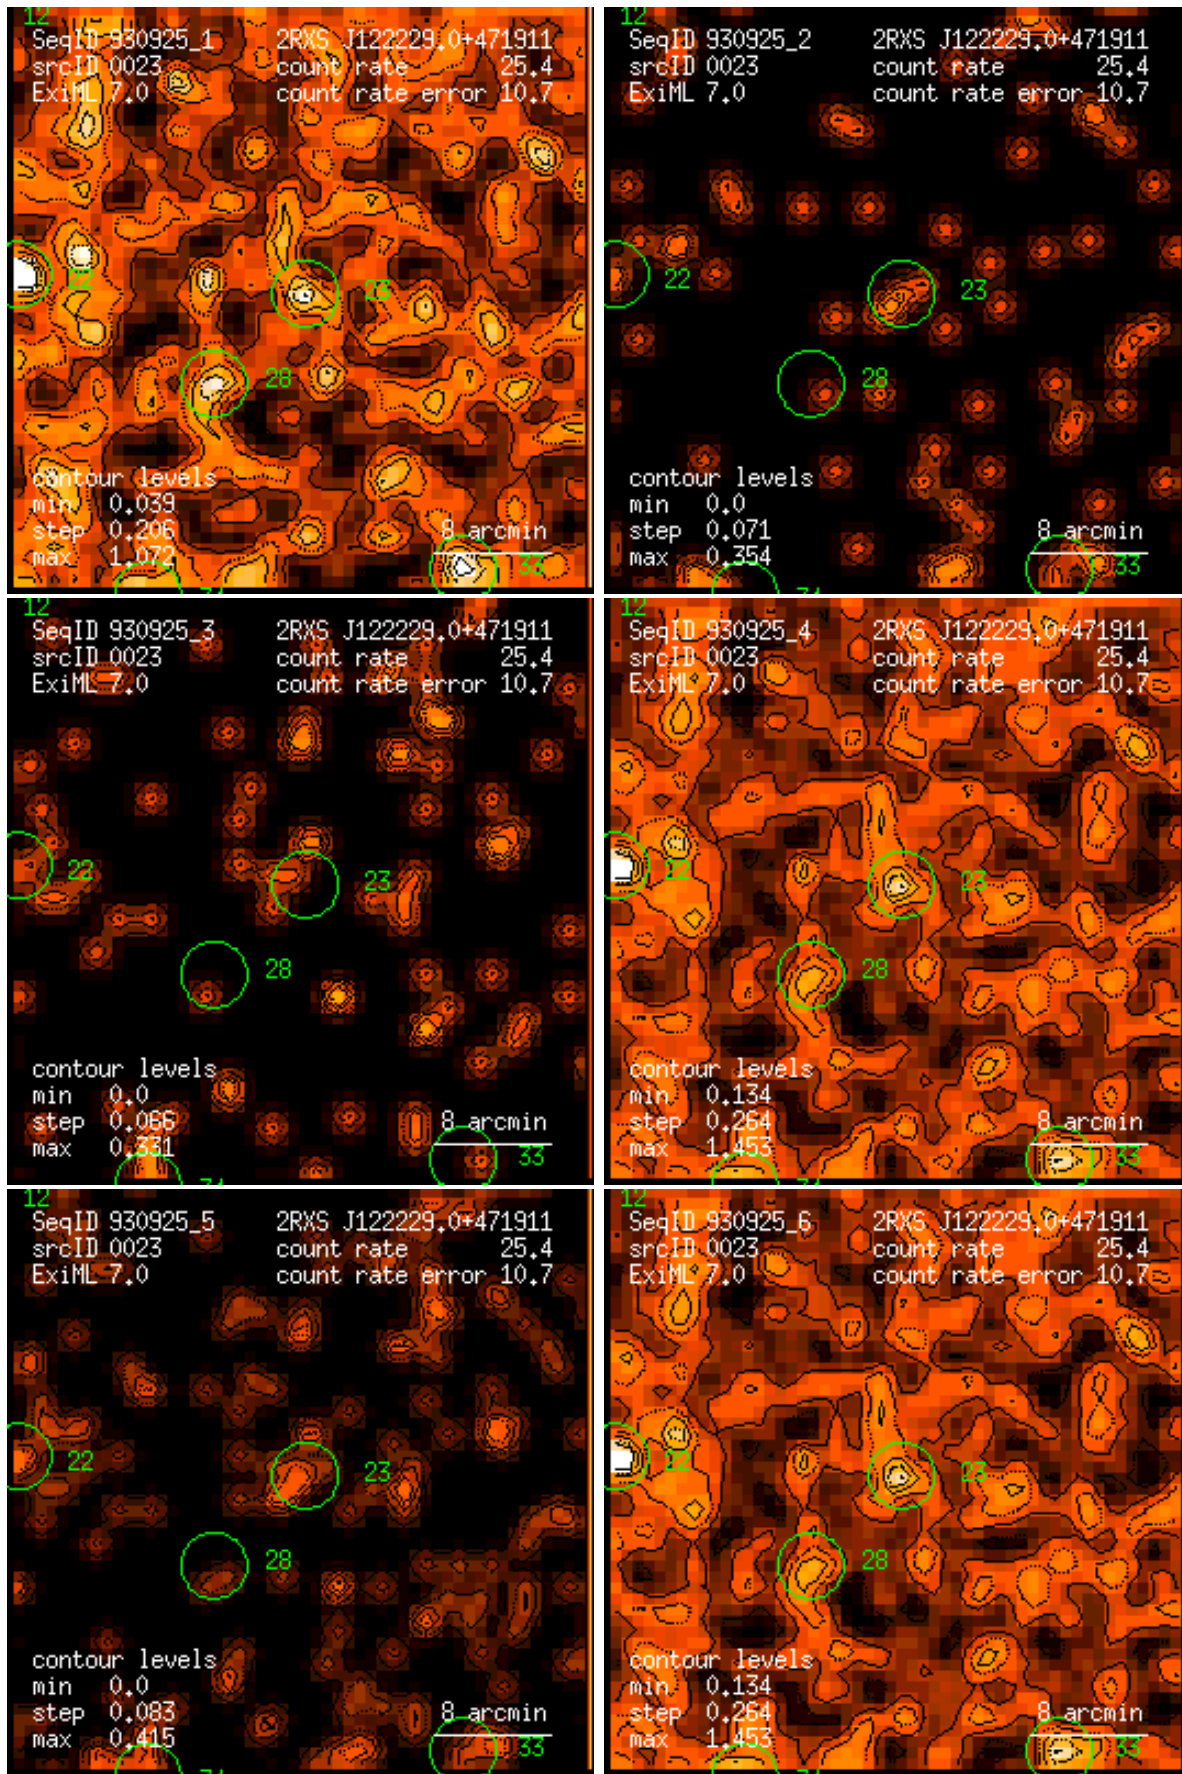 12
SeqID 930925_1 2RXS J122229.0+471911
srcID 0023 count rate 25.4
ExiML 7.0 count rate error 10.7
22
23
28
contour levels
min 0.039
step 0.206
max 1.072
8 arcmin
33
12
SeqID 930925_2 2RXS J122229.0+471911
srcID 0023 count rate 25.4
ExiML 7.0 count rate error 10.7
22
23
28
contour levels
min 0.0
step 0.071
max 0.354
8 arcmin
33
12
SeqID 930925_3 2RXS J122229.0+471911
srcID 0023 count rate 25.4
ExiML 7.0 count rate error 10.7
22
23
28
contour levels
min 0.0
step 0.066
max 0.331
8 arcmin
33
12
SeqID 930925_4 2RXS J122229.0+471911
srcID 0023 count rate 25.4
ExiML 7.0 count rate error 10.7
22
23
28
contour levels
min 0.134
step 0.264
max 1.453
8 arcmin
33
12
SeqID 930925_5 2RXS J122229.0+471911
srcID 0023 count rate 25.4
ExiML 7.0 count rate error 10.7
22
23
28
contour levels
min 0.0
step 0.083
max 0.415
8 arcmin
33
12
SeqID 930925_6 2RXS J122229.0+471911
srcID 0023 count rate 25.4
ExiML 7.0 count rate error 10.7
22
23
28
contour levels
min 0.134
step 0.264
max 1.453
8 arcmin
33